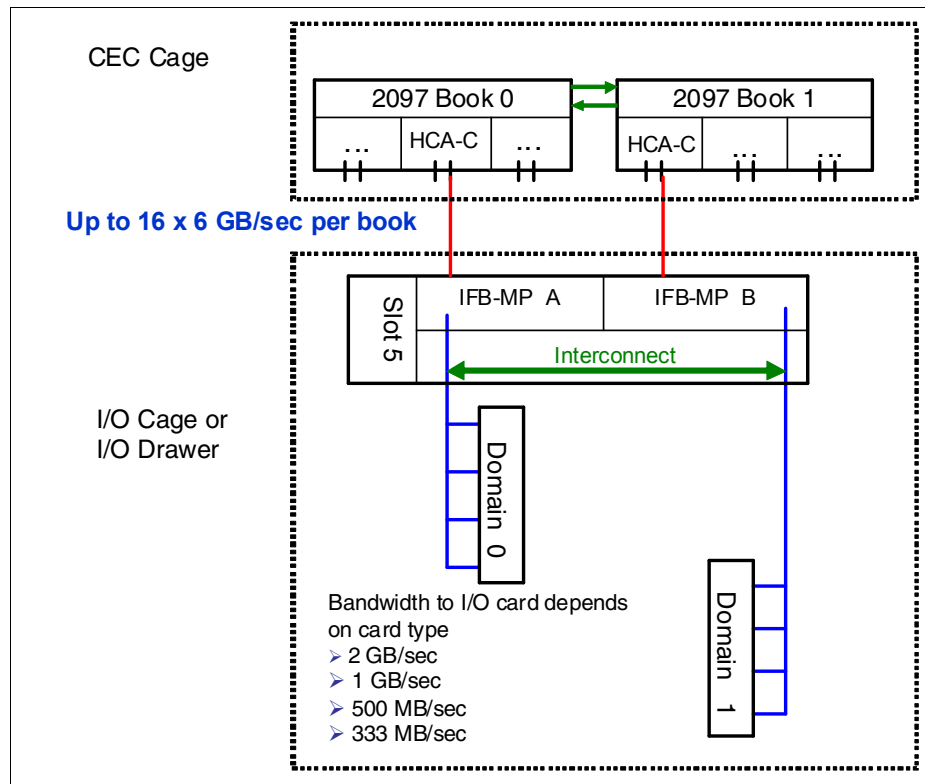 CEC Cage
2097 Book 0
2097 Book 1
...
HCA-C
...
HCA-C
...
...
Up to 16 x 6 GB/sec per book
Slot 5
IFB-MP A
IFB-MP B
Interconnect
I/O Cage or
I/O Drawer
Domain 0
Bandwidth to I/O card depends
on card type
➢ 2 GB/sec
➢ 1 GB/sec
➢ 500 MB/sec
➢ 333 MB/sec
Domain 1